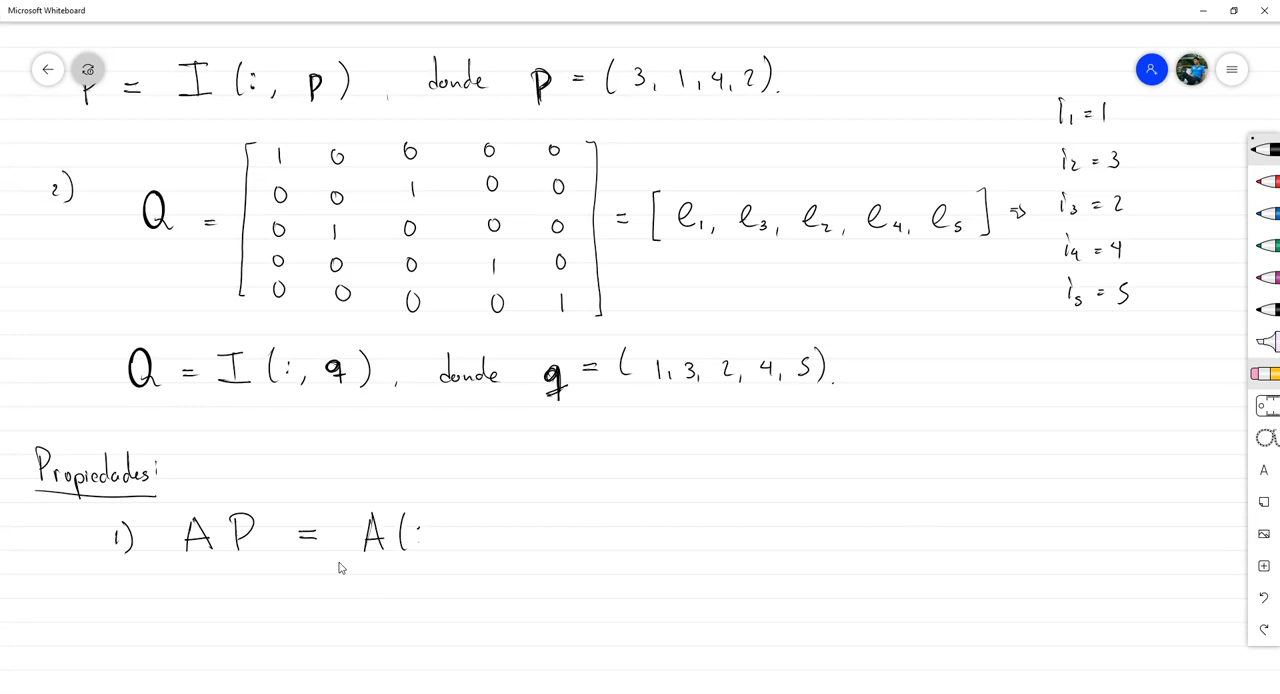 Microsoft Whiteboard
P = I (:, p), donde p = (3, 1, 4, 2).
2)
Q = [ 1 0 0 0 0
0 0 1 0 0
0 1 0 0 0
0 0 0 1 0
0 0 0 0 1 ] = [ e1, e3, e2, e4, e5 ] ⇒
i1 = 1
i2 = 3
i3 = 2
i4 = 4
i5 = 5
Q = I (:, q), donde q = (1, 3, 2, 4, 5).
Propiedades:
1) A P = A(:
A